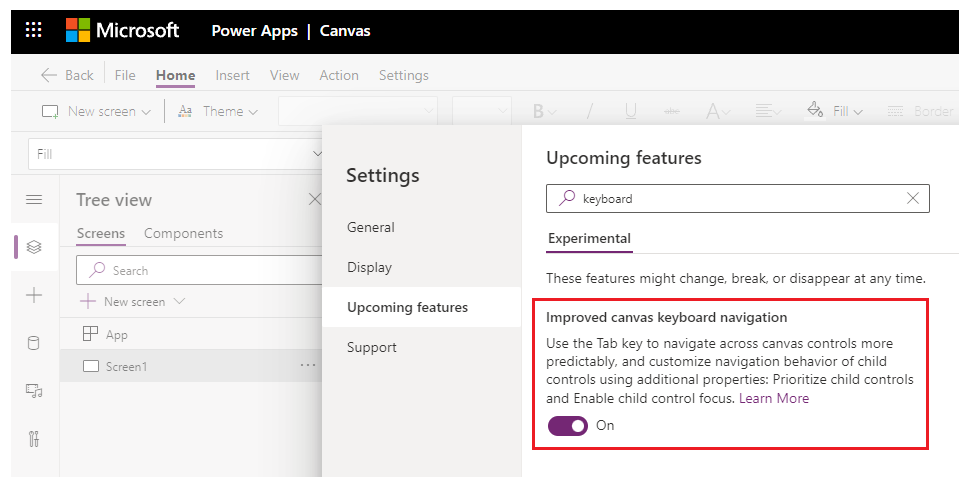 Microsoft Power Apps | Canvas
Back File Home Insert View Action Settings
New screen Theme B I U A Fill Border
Fill
Settings
Upcoming features
Tree view
keyboard
Screens Components
General
Experimental
Search
Display
These features might change, break, or disappear at any time.
New screen
Upcoming features
Improved canvas keyboard navigation
App
Use the Tab key to navigate across canvas controls more
predictably, and customize navigation behavior of child
controls using additional properties: Prioritize child controls
and Enable child control focus. Learn More
Support
Screen1
On